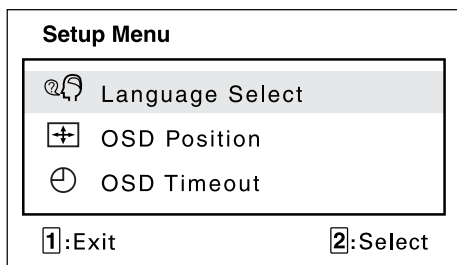 Setup Menu
Language Select
OSD Position
OSD Timeout
1:Exit 2:Select